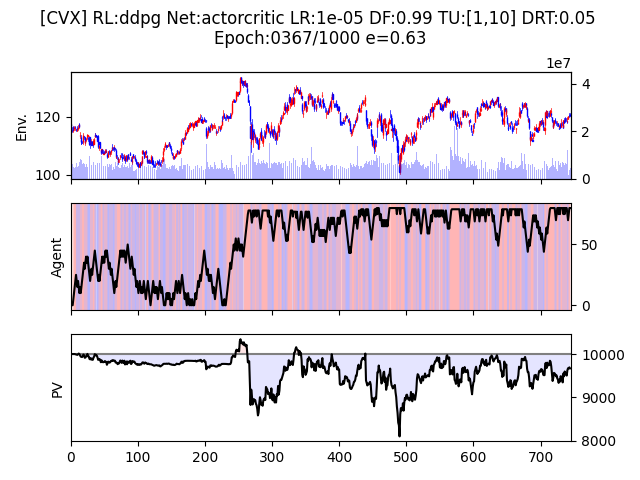 [CVX] RL:ddpg Net:actorcritic LR:1e-05 DF:0.99 TU:[1,10] DRT:0.05
Epoch:0367/1000 e=0.63
1e7
Env.
120
100
4
2
0
Agent
50
0
PV
10000
9000
8000
0 100 200 300 400 500 600 700